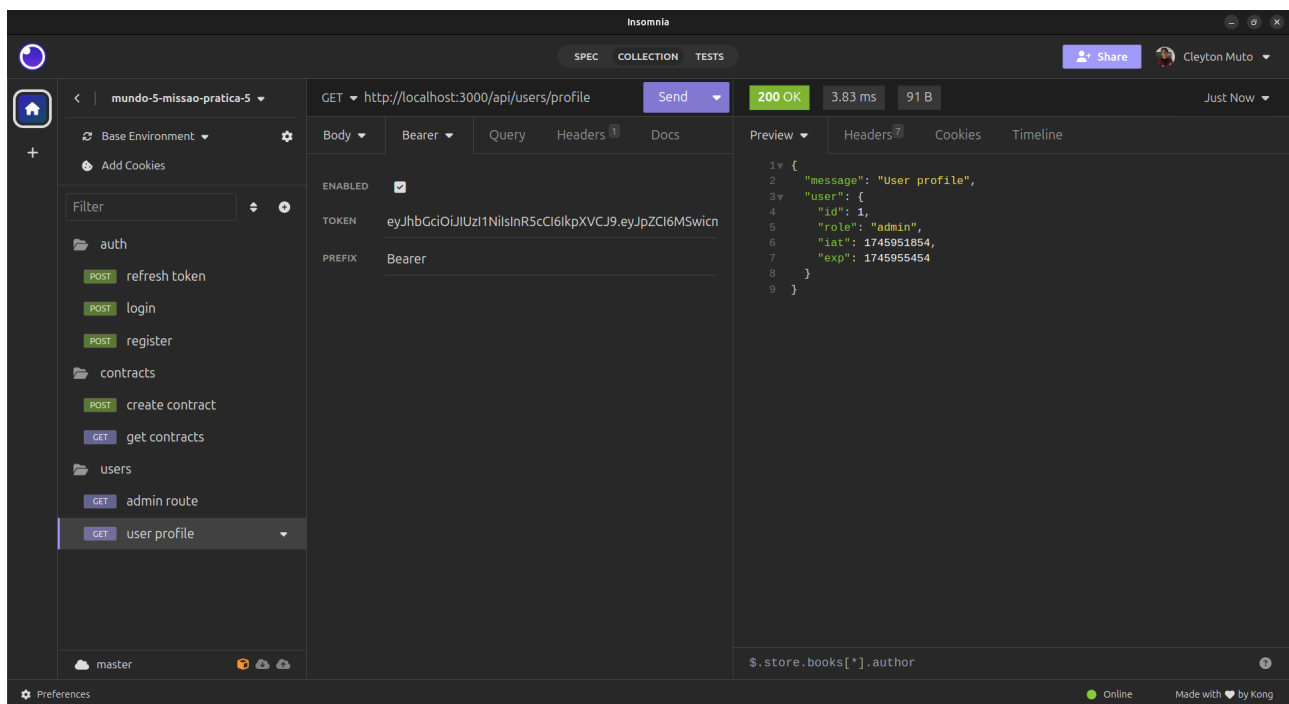 Insomnia
SPEC COLLECTION TESTS
Share
Cleyton Muto
mundo-5-missao-pratica-5
Base Environment
Add Cookies
Filter
auth
POST refresh token
POST login
POST register
contracts
POST create contract
GET get contracts
users
GET admin route
GET user profile
master
GET http://localhost:3000/api/users/profile Send
Body Bearer Query Headers 1 Docs
ENABLED
TOKEN eyJhbGciOiJIUzI1NiIsInR5cCI6IkpXVCJ9.eyJpZCI6MSwicm
PREFIX Bearer
200 OK 3.83 ms 91 B Just Now
Preview Headers 7 Cookies Timeline
1 {
2 "message": "User profile",
3 "user": {
4 "id": 1,
5 "role": "admin",
6 "iat": 1745951854,
7 "exp": 1745955454
8 }
9 }
$.store.books[*].author
Preferences
Online
Made with ♥ by Kong